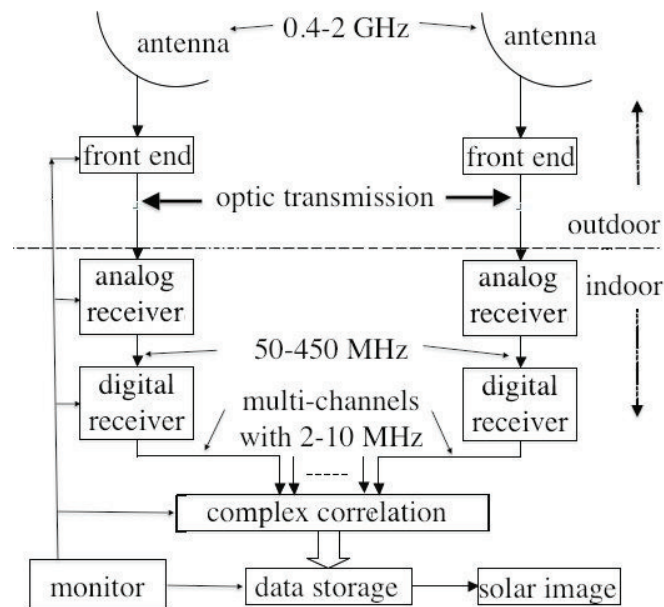 antenna
0.4-2 GHz
antenna
front end
front end
optic transmission
outdoor
analog
receiver
analog
receiver
indoor
50-450 MHz
digital
receiver
digital
receiver
multi-channels
with 2-10 MHz
complex correlation
monitor
data storage
solar image